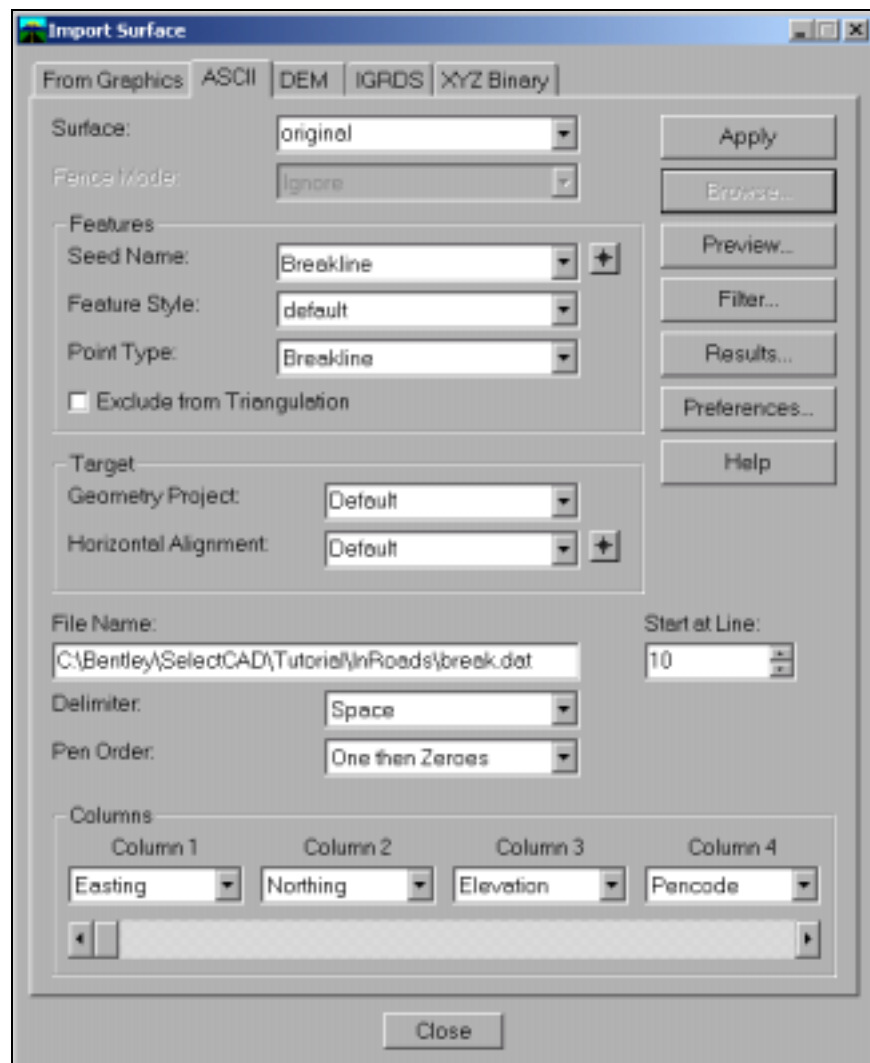 Import Surface
From Graphics ASCII DEM IGRDS XYZ Binary
Surface: original Apply
Fence Mode: Ignore Browse...
Features
Seed Name: Breakline Preview...
Feature Style: default Filter...
Point Type: Breakline Results...
Exclude from Triangulation Preferences...
Target Help
Geometry Project: Default
Horizontal Alignment: Default
File Name: Start at Line:
C:\Bentley\SelectCAD\Tutorial\InRoads\break.dat 10
Delimiter: Space
Pen Order: One then Zeroes
Columns
Column 1 Column 2 Column 3 Column 4
Easting Northing Elevation Pencode
Close